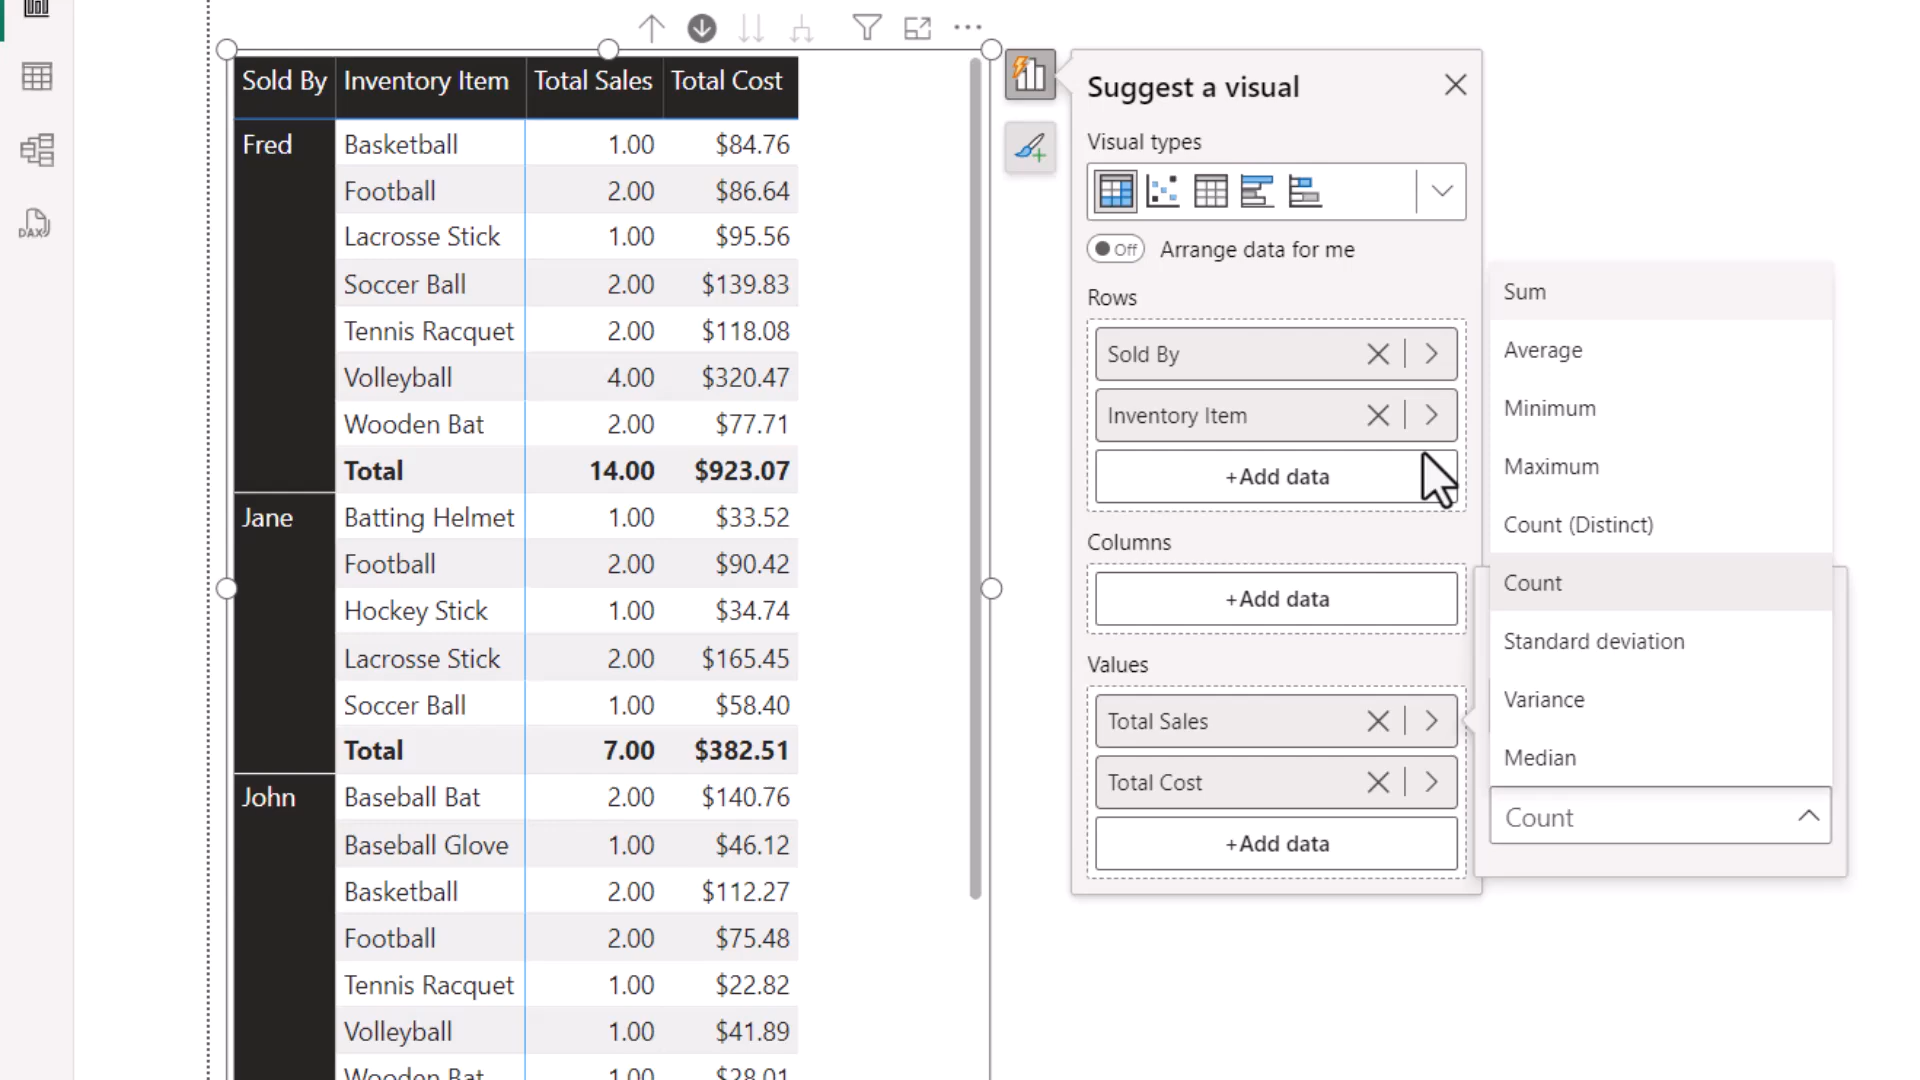 DAX
Sold By Inventory Item Total Sales Total Cost
Fred Basketball 1.00 $84.76
Football 2.00 $86.64
Lacrosse Stick 1.00 $95.56
Soccer Ball 2.00 $139.83
Tennis Racquet 2.00 $118.08
Volleyball 4.00 $320.47
Wooden Bat 2.00 $77.71
Total 14.00 $923.07
Jane Batting Helmet 1.00 $33.52
Football 2.00 $90.42
Hockey Stick 1.00 $34.74
Lacrosse Stick 2.00 $165.45
Soccer Ball 1.00 $58.40
Total 7.00 $382.51
John Baseball Bat 2.00 $140.76
Baseball Glove 1.00 $46.12
Basketball 2.00 $112.27
Football 2.00 $75.48
Tennis Racquet 1.00 $22.82
Volleyball 1.00 $41.89
Wooden Bat 1.00 $28.01
Suggest a visual
Visual types
Off Arrange data for me
Rows
Sold By
Inventory Item
+Add data
Columns
+Add data
Values
Total Sales
Total Cost
+Add data
Sum
Average
Minimum
Maximum
Count (Distinct)
Count
Standard deviation
Variance
Median
Count